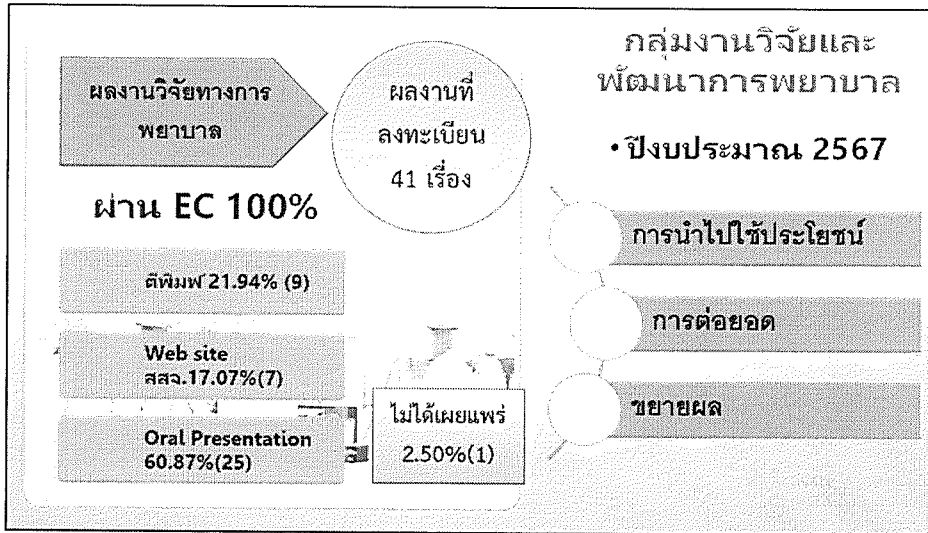 ผลงานวิจัยทางการ
พยาบาล
ผลงานที่
ลงทะเบียน
41 เรื่อง
ผ่าน EC 100%
ตีพิมพ์ 21.94% (9)
Web site
สสจ.17.07%(7)
Oral Presentation
60.87%(25)
ไม่ได้เผยแพร่
2.50%(1)
กลุ่มงานวิจัยและ
พัฒนาการพยาบาล
• ปีงบประมาณ 2567
การนำไปใช้ประโยชน์
การต่อยอด
ขยายผล